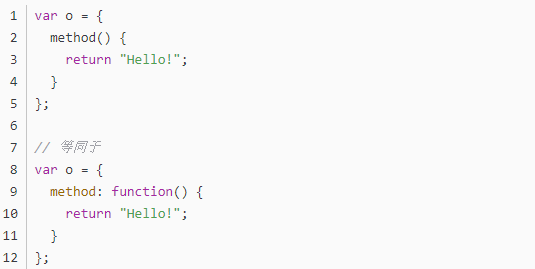 1 var o = {
2   method() {
3     return "Hello!";
4   }
5 };
6
7 // 等同于
8 var o = {
9   method: function() {
10     return "Hello!";
11   }
12 };